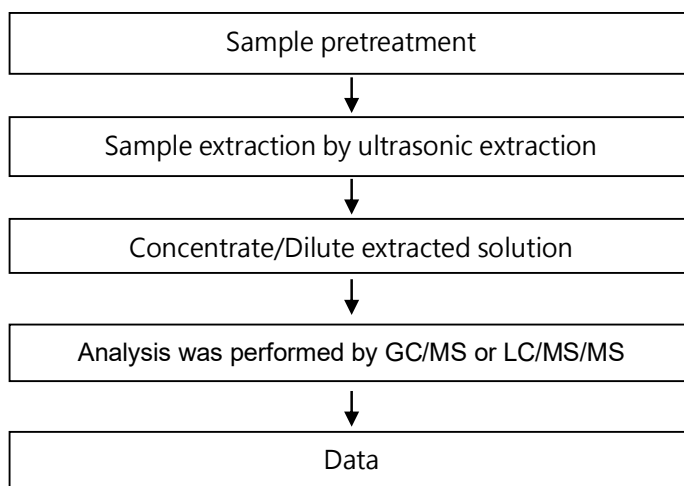 Sample pretreatment
Sample extraction by ultrasonic extraction
Concentrate/Dilute extracted solution
Analysis was performed by GC/MS or LC/MS/MS
Data